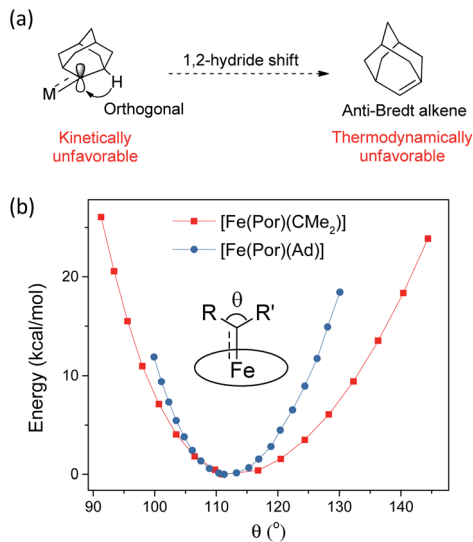 (a)
1,2-hydride shift
H
M
Orthogonal
Anti-Bredt alkene
Kinetically
unfavorable
Thermodynamically
unfavorable
(b)
[Fe(Por)(CMe₂)]
[Fe(Por)(Ad)]
θ
R R'
Fe
Energy (kcal/mol)
20
10
0
90 100 110 120 130 140
θ (°)